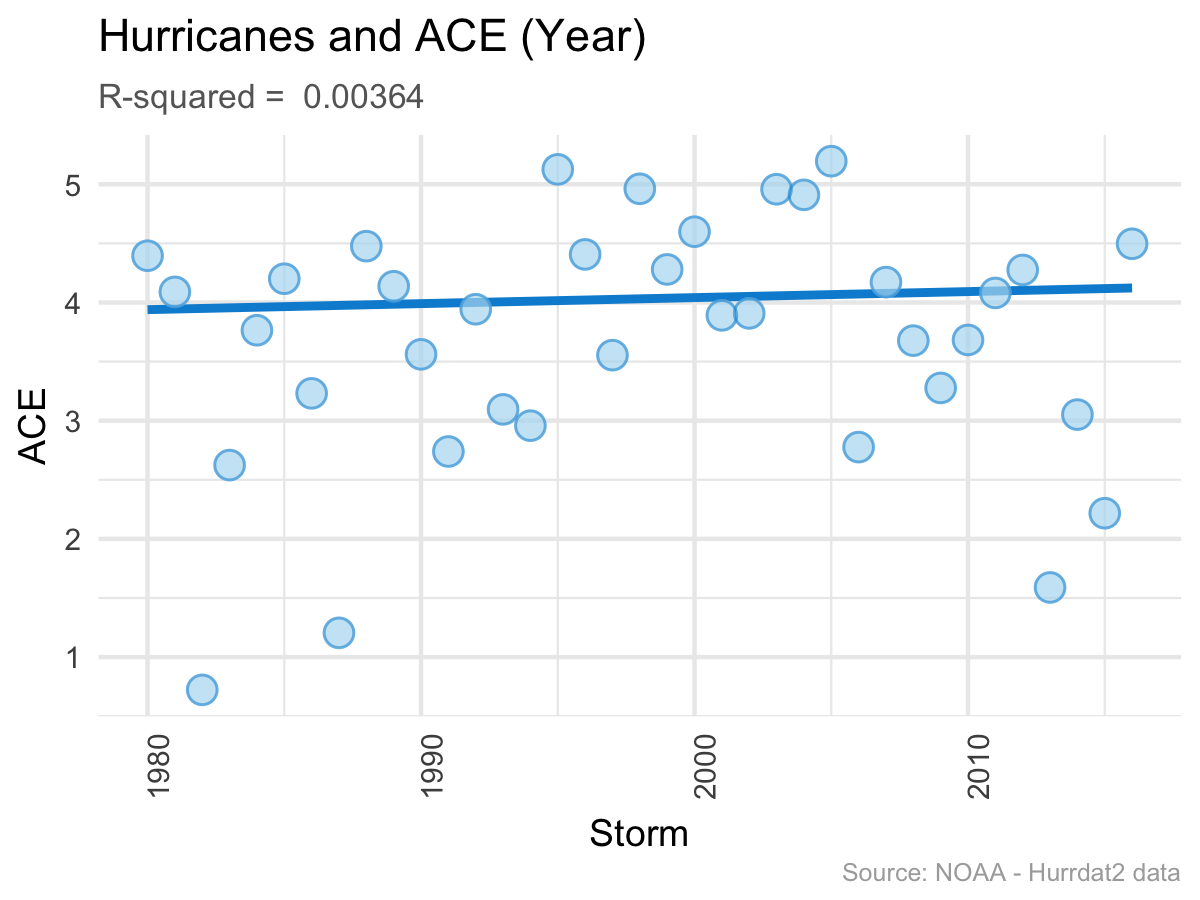 Hurricanes and ACE (Year)
R-squared =  0.00364
5
4
3
2
1
ACE
1980
1990
2000
2010
Storm
Source: NOAA - Hurrdat2 data